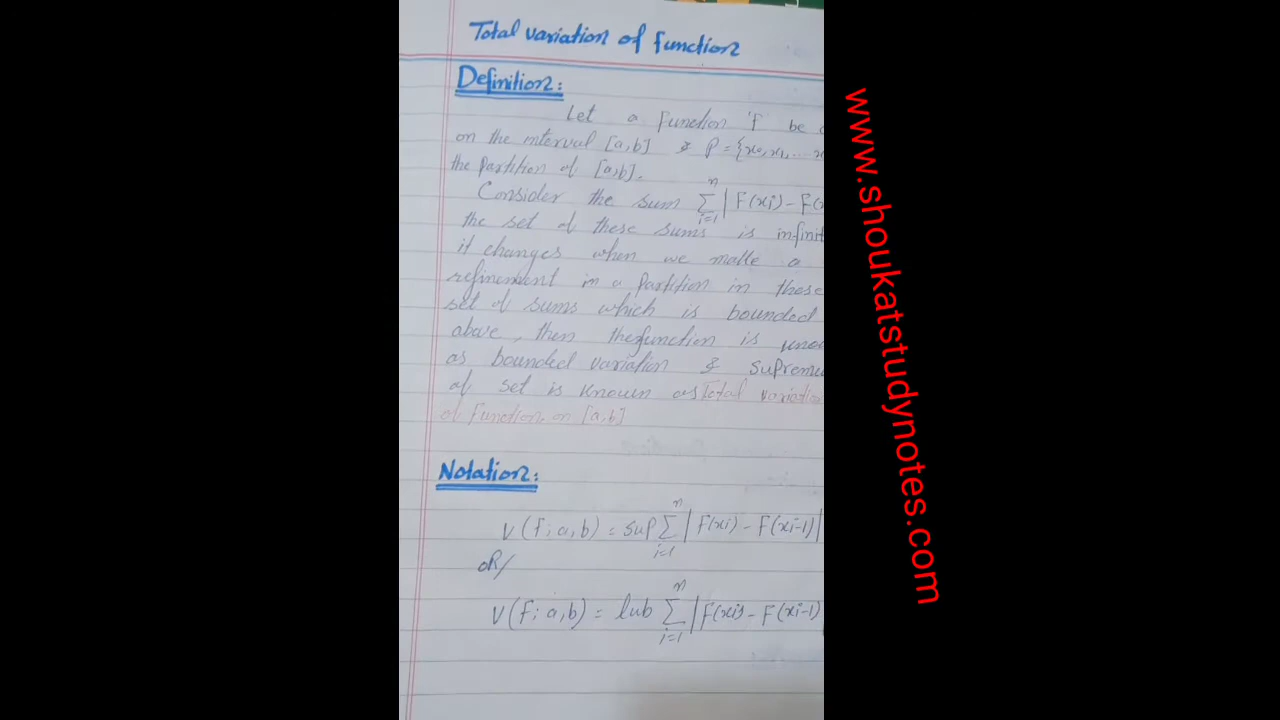 Total variation of function
Definition:
Let a function 'f' be
on the interval [a,b] & P = {x₀,x₁,...
the Partition of [a,b].
Consider the sum n∑i=1 | F(xi) - F(x
the set of these sums is infinit
it changes when we make a
refinement in a Partition in these
set of sums which is bounded
above, then the function is know
as bounded variation & Supremu
of set is known as Total variation
of Function on [a,b]
Notation:
V(f; a,b) = sup n∑i=1 | F(xi) - F(xi-1) |
OR/
V(f; a,b) = lub n∑i=1 | F(xi) - F(xi-1)
www.shoukatstudynotes.com